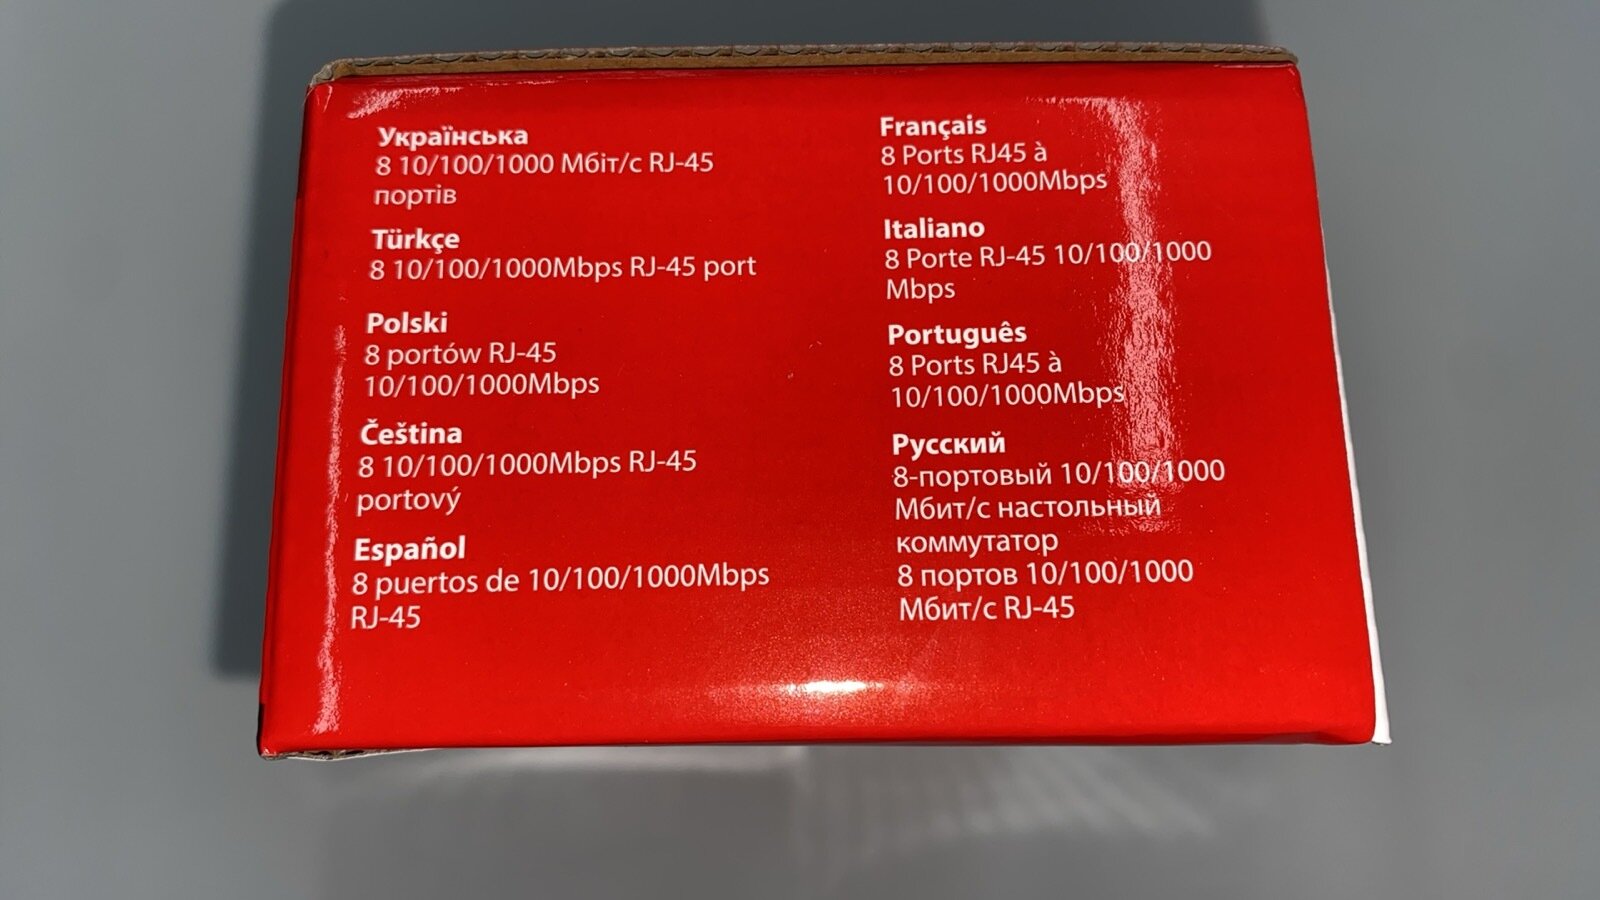 Українська
8 10/100/1000 Мбіт/с RJ-45
портів
Türkçe
8 10/100/1000Mbps RJ-45 port
Polski
8 portów RJ-45
10/100/1000Mbps
Čeština
8 10/100/1000Mbps RJ-45
portový
Español
8 puertos de 10/100/1000Mbps
RJ-45
Français
8 Ports RJ45 à
10/100/1000Mbps
Italiano
8 Porte RJ-45 10/100/1000
Mbps
Português
8 Ports RJ45 à
10/100/1000Mbps
Русский
8-портовый 10/100/1000
Мбит/с настольный
коммутатор
8 портов 10/100/1000
Мбит/с RJ-45